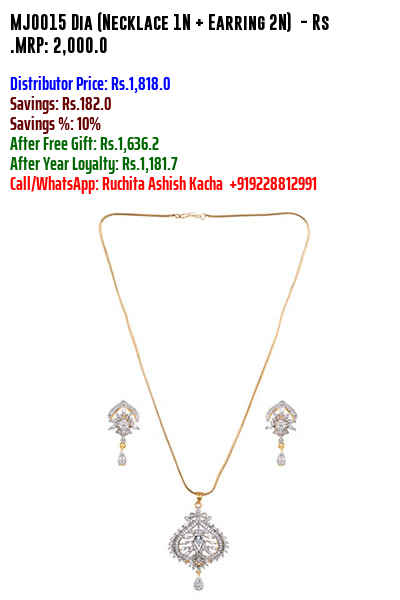 MJ0015 Dia (Necklace 1N + Earring 2N) - Rs
.MRP: 2,000.0
Distributor Price: Rs.1,818.0
Savings: Rs.182.0
Savings %: 10%
After Free Gift: Rs.1,636.2
After Year Loyalty: Rs.1,181.7
Call/WhatsApp: Ruchita Ashish Kacha +919228812991